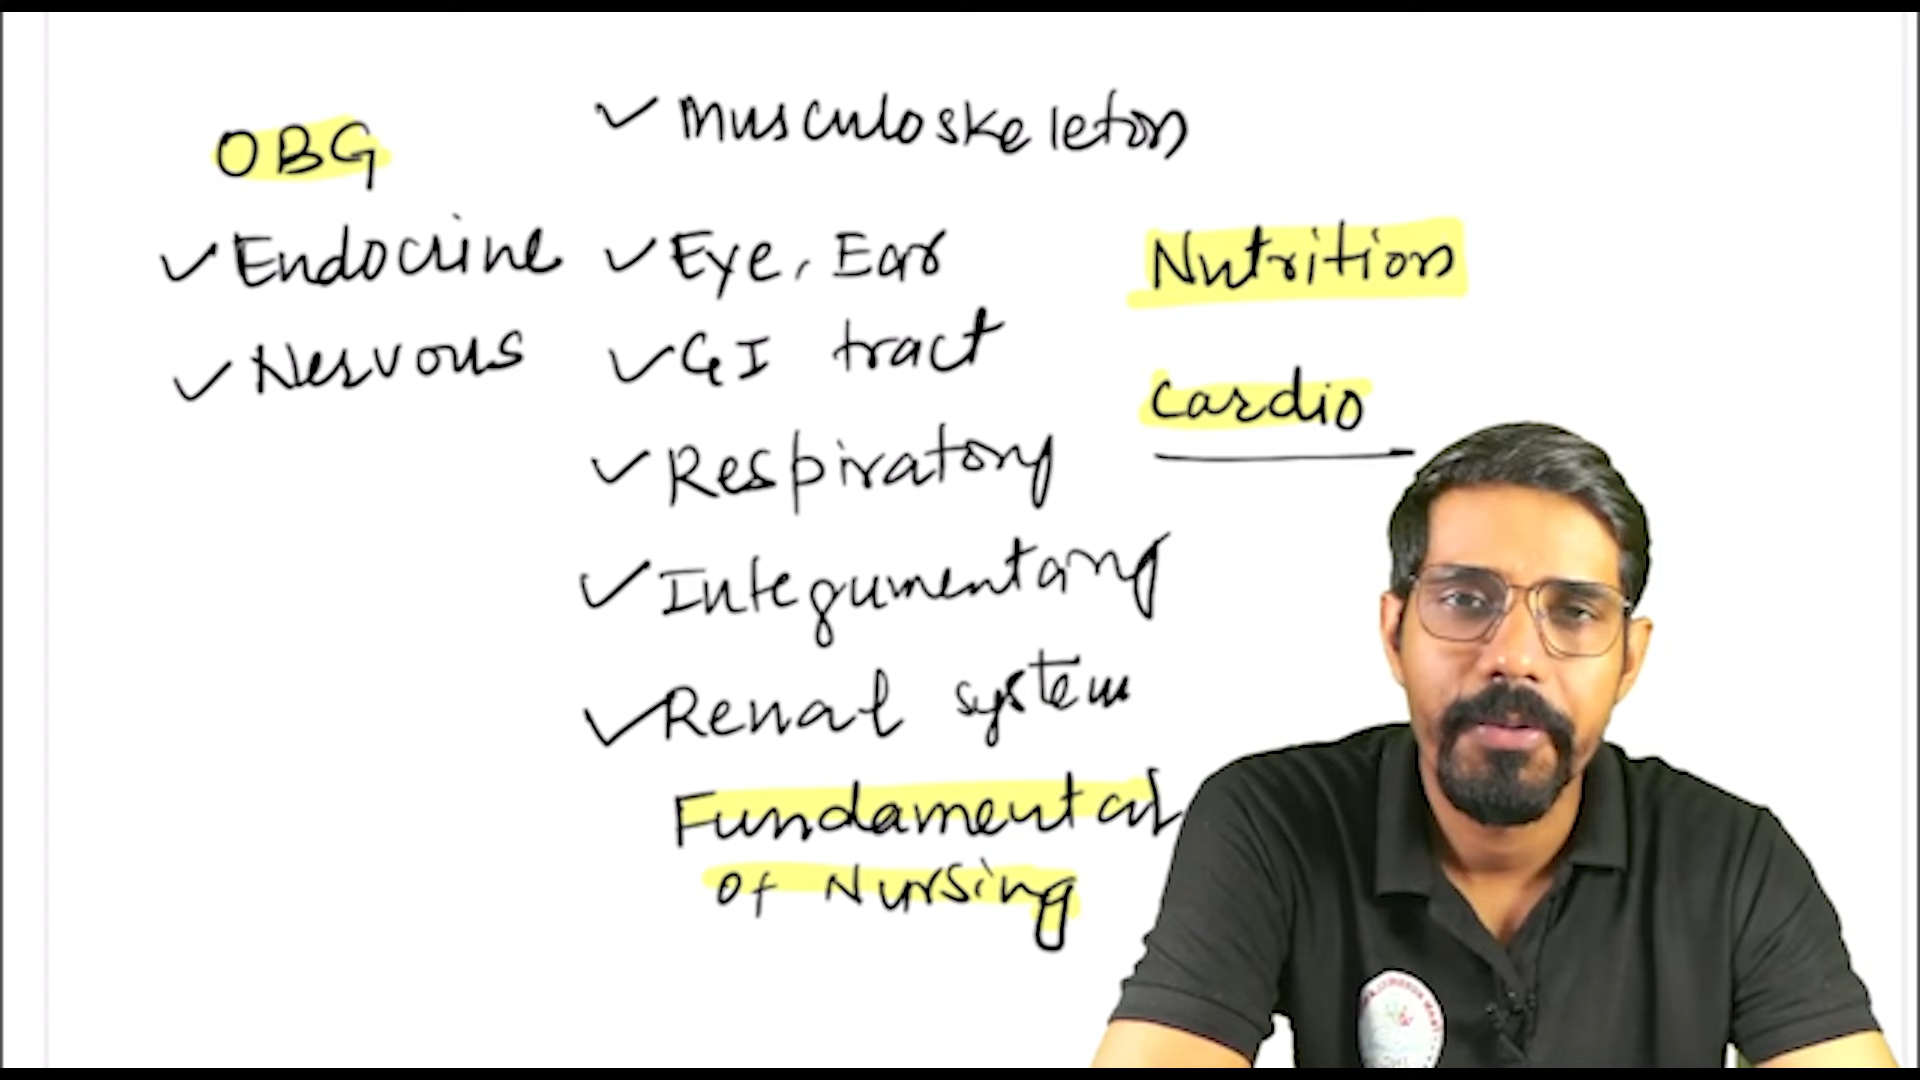 OBG
✓ Endocrine
✓ Nervous
✓ Musculoskeleton
✓ Eye, Ear
✓ GI tract
✓ Respiratory
✓ Integumentary
✓ Renal system
Fundamental
of Nursing
Nutrition
Cardio